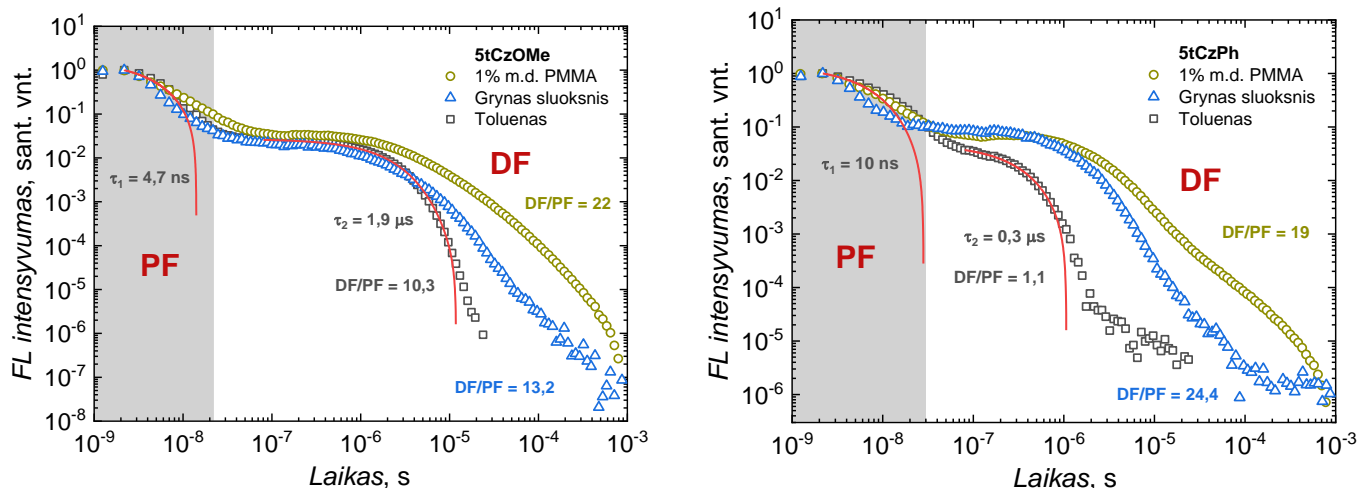 5tCzOMe
1% m.d. PMMA
Grynas sluoksnis
Toluenas
10^1
10^0
10^-1
10^-2
10^-3
10^-4
10^-5
10^-6
10^-7
10^-8
FL intensyvumas, sant. vnt.
τ1 = 4,7 ns
PF
DF
DF/PF = 22
τ2 = 1,9 µs
DF/PF = 10,3
DF/PF = 13,2
10^-9 10^-8 10^-7 10^-6 10^-5 10^-4 10^-3
Laikas, s
5tCzPh
1% m.d. PMMA
Grynas sluoksnis
Toluenas
10^1
10^0
10^-1
10^-2
10^-3
10^-4
10^-5
10^-6
FL intensyvumas, sant. vnt.
τ1 = 10 ns
PF
DF
DF/PF = 19
τ2 = 0,3 µs
DF/PF = 1,1
DF/PF = 24,4
10^-9 10^-8 10^-7 10^-6 10^-5 10^-4 10^-3
Laikas, s